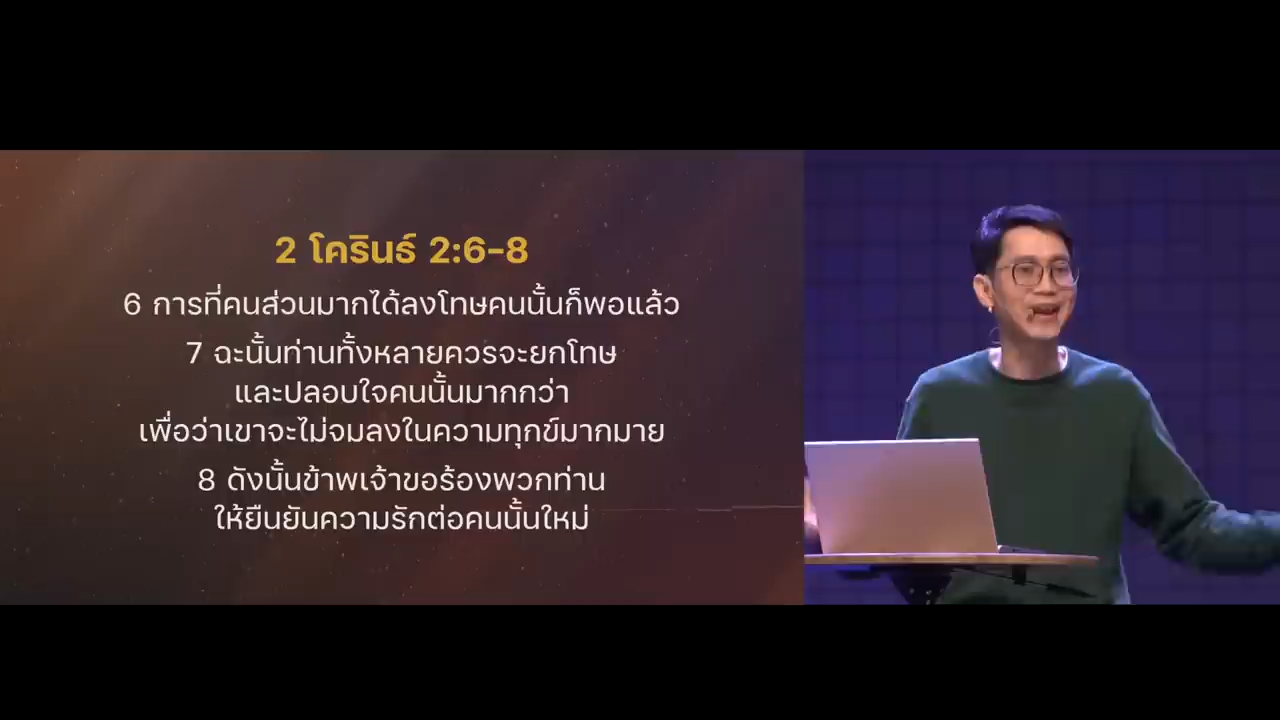 2 โครินธ์ 2:6-8
6 การที่คนส่วนมากได้ลงโทษคนนั้นก็พอแล้ว
7 ฉะนั้นท่านทั้งหลายควรจะยกโทษ
และปลอบใจคนนั้นมากกว่า
เพื่อว่าเขาจะไม่จมลงในความทุกข์มากมาย
8 ดังนั้นข้าพเจ้าขอร้องพวกท่าน
ให้ยืนยันความรักต่อคนนั้นใหม่